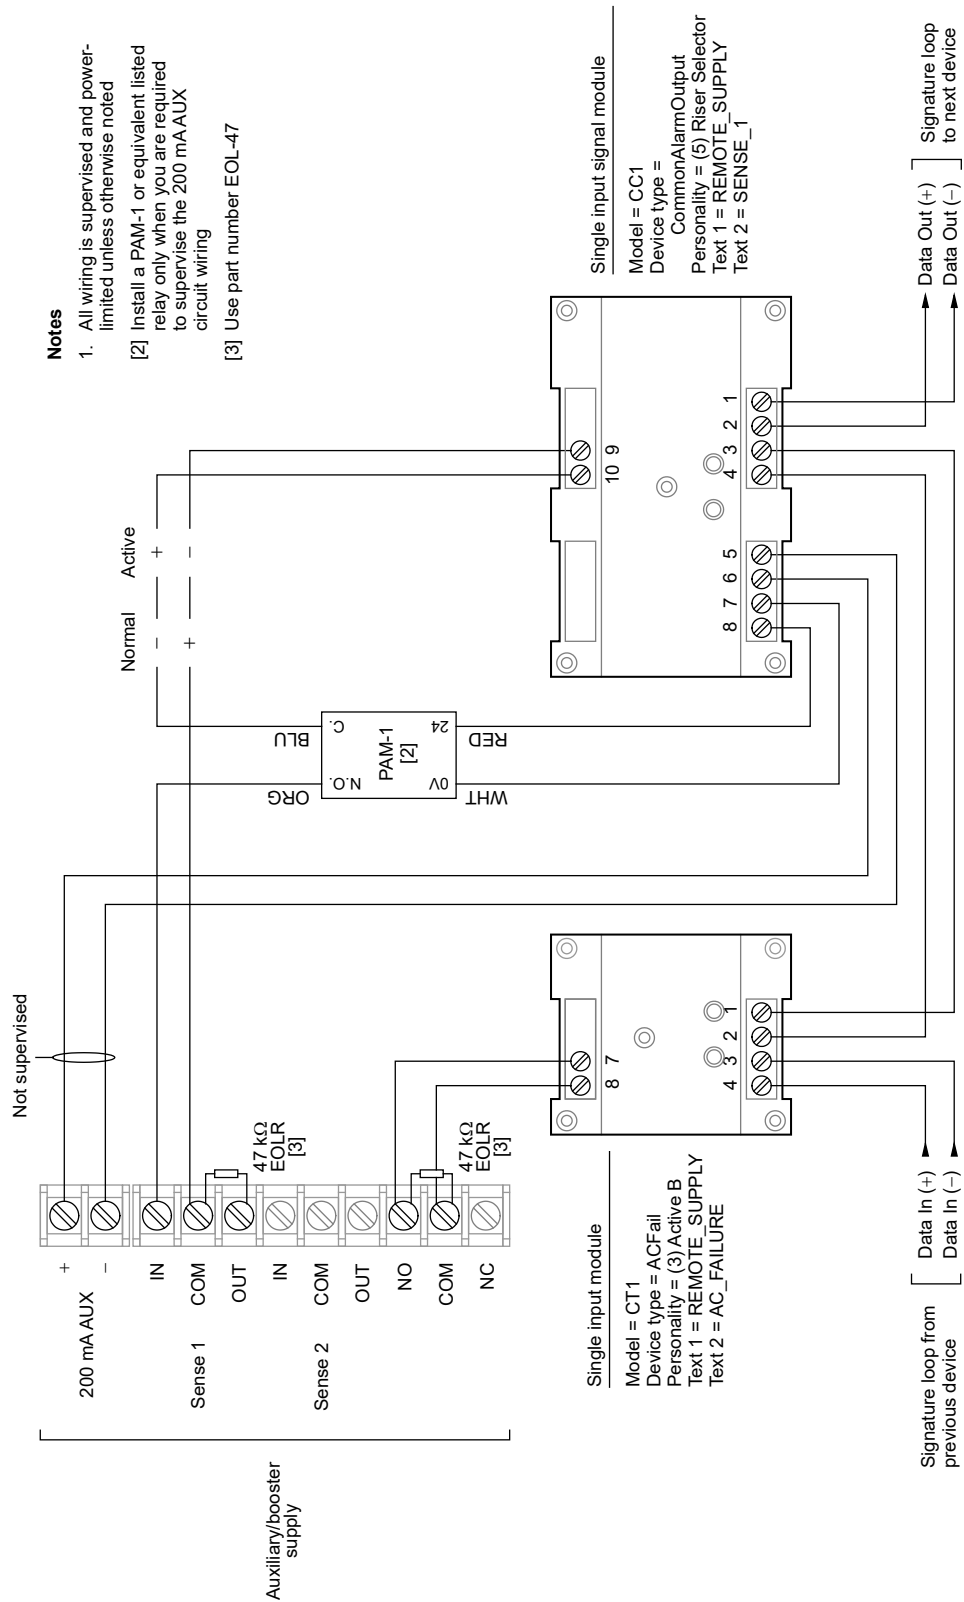 Notes
1. All wiring is supervised and power-
limited unless otherwise noted
[2] Install a PAM-1 or equivalent listed
relay only when you are required
to supervise the 200 mA AUX
circuit wiring
[3] Use part number EOL-47
Not supervised
Normal
Active
−
+
+
−
Auxiliary/booster
supply
200 mA AUX
+
−
Sense 1
IN
COM
OUT
Sense 2
IN
COM
OUT
NO
COM
NC
47 kΩ
EOLR
[3]
47 kΩ
EOLR
[3]
ORG
BLU
N.O.
C.
PAM-1
[2]
0V
24
WHT
RED
Single input module
Model = CT1
Device type = ACFail
Personality = (3) Active B
Text 1 = REMOTE_SUPPLY
Text 2 = AC_FAILURE
8 7
4 3 2 1
Single input signal module
Model = CC1
Device type =
CommonAlarmOutput
Personality = (5) Riser Selector
Text 1 = REMOTE_SUPPLY
Text 2 = SENSE_1
10 9
8 7 6 5 4 3 2 1
Signature loop from
previous device
Data In (+)
Data In (−)
Data Out (+)
Data Out (−)
Signature loop
to next device